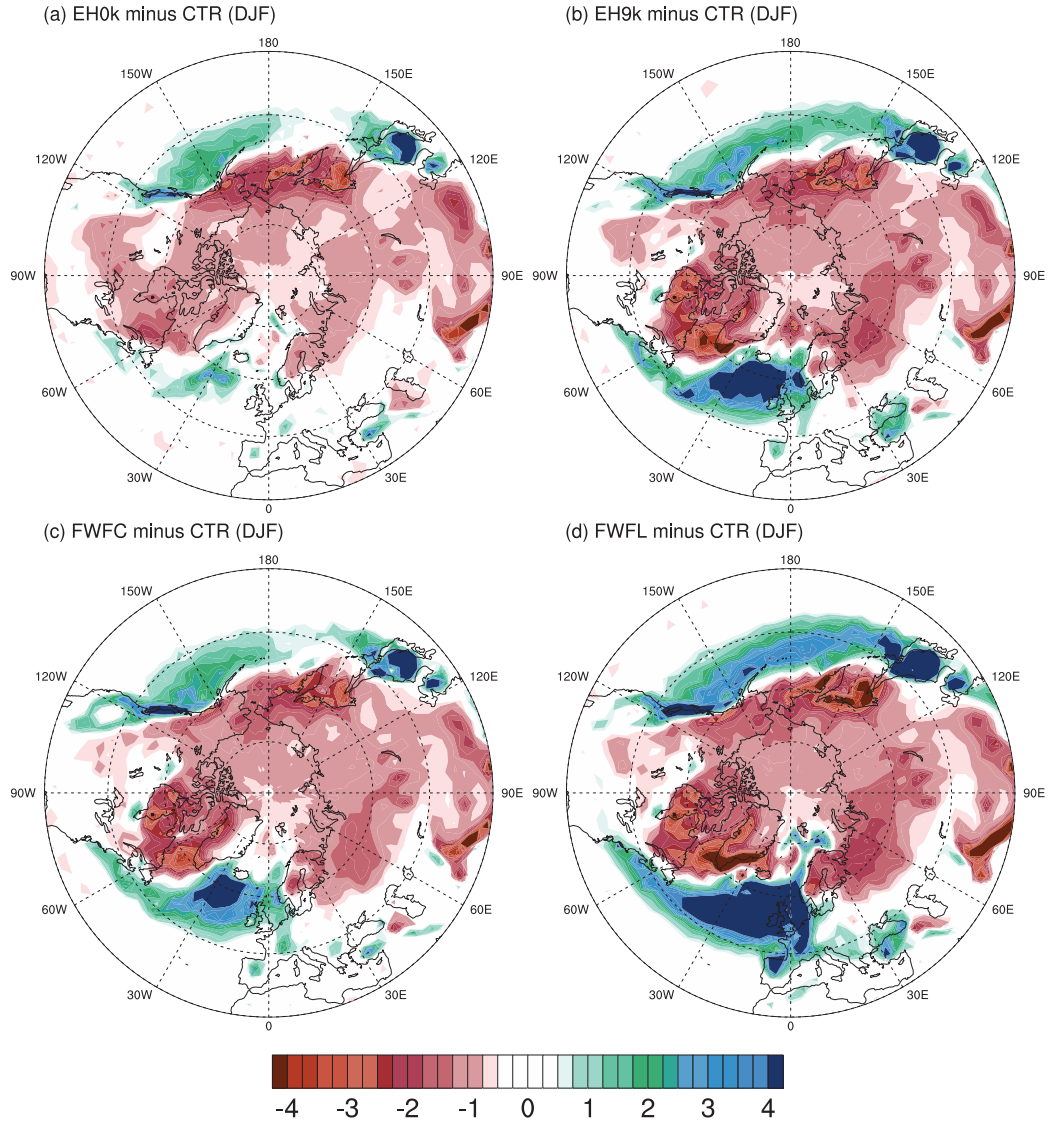 (a) EH0k minus CTR (DJF)
(b) EH9k minus CTR (DJF)
180
180
150W
150E
150W
150E
120W
120E
120W
120E
90W
90E
90W
90E
60W
60E
60W
60E
30W
30E
30W
30E
0
0
(c) FWFC minus CTR (DJF)
(d) FWFL minus CTR (DJF)
180
180
150W
150E
150W
150E
120W
120E
120W
120E
90W
90E
90W
90E
60W
60E
60W
60E
30W
30E
30W
30E
0
0
-4 -3 -2 -1 0 1 2 3 4